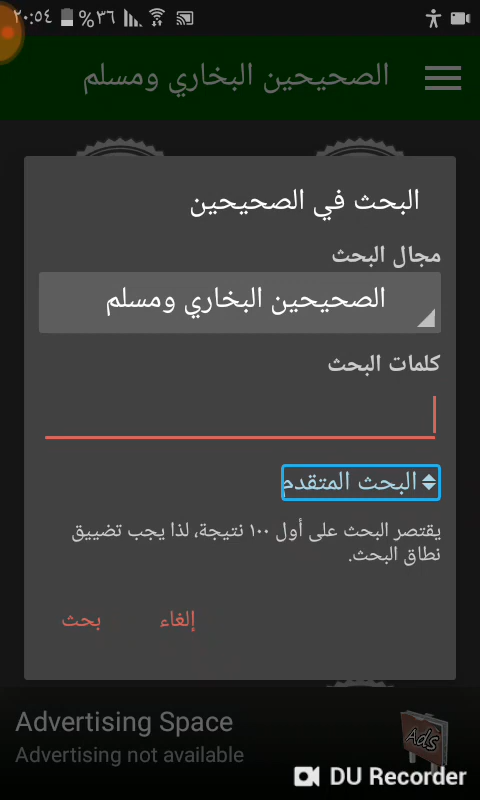 ٢٠:٥٤ %٣٦
الصحيحين البخاري ومسلم
البحث في الصحيحين
مجال البحث
الصحيحين البخاري ومسلم
كلمات البحث
البحث المتقدم
يقتصر البحث على أول ١٠٠ نتيجة، لذا يجب تضييق
نطاق البحث.
إلغاء بحث
Advertising Space
Advertising not available
Ads
DU Recorder